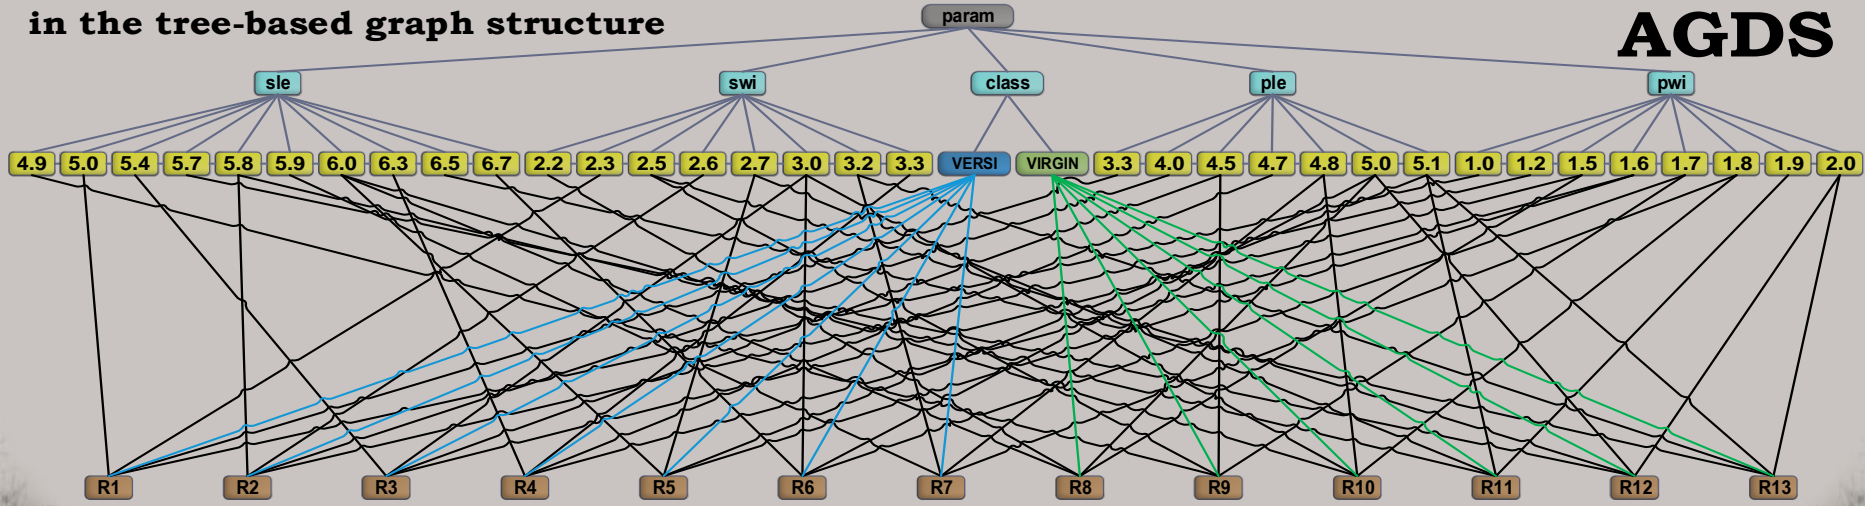 in the tree-based graph structure
param
AGDS
sle
swi
class
ple
pwi
4.9 5.0 5.4 5.7 5.8 5.9 6.0 6.3 6.5 6.7 2.2 2.3 2.5 2.6 2.7 3.0 3.2 3.3 VERSI VIRGIN 3.3 4.0 4.5 4.7 4.8 5.0 5.1 1.0 1.2 1.5 1.6 1.7 1.8 1.9 2.0
R1 R2 R3 R4 R5 R6 R7 R8 R9 R10 R11 R12 R13